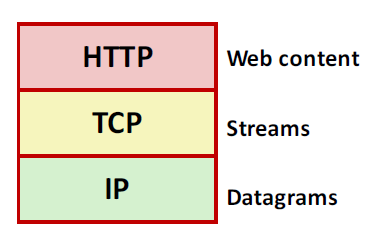 HTTP Web content
TCP Streams
IP Datagrams